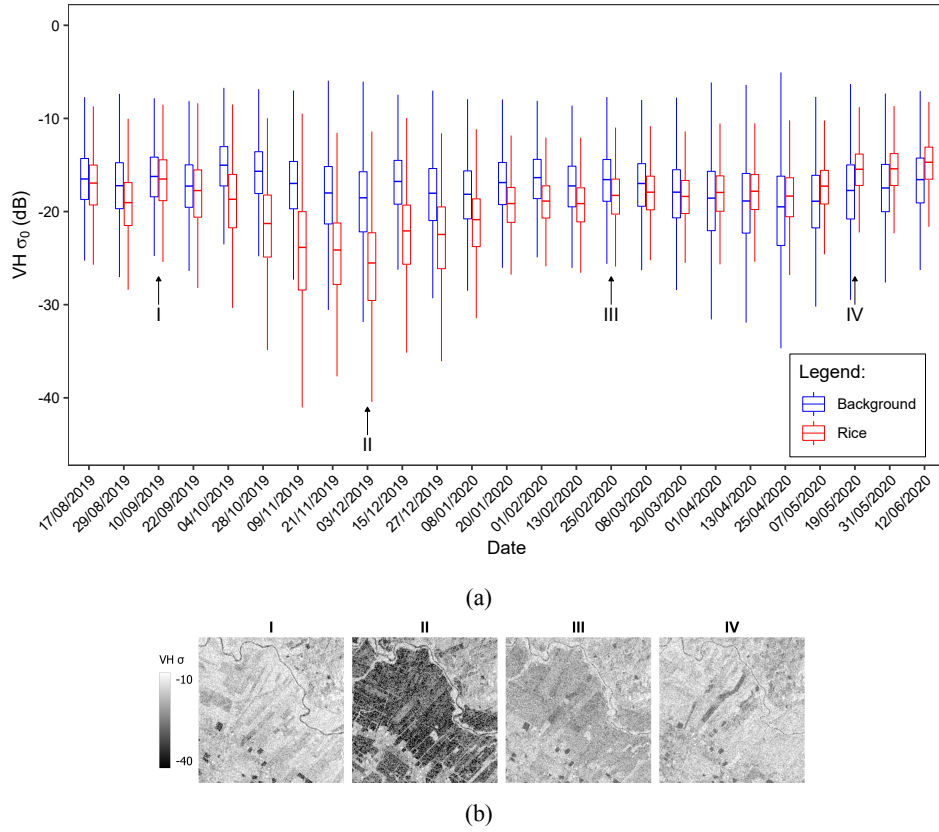 0
-10
-20
-30
-40
VH σ0 (dB)
I
II
III
IV
Legend:
Background
Rice
17/08/2019
29/08/2019
10/09/2019
22/09/2019
04/10/2019
28/10/2019
09/11/2019
21/11/2019
03/12/2019
15/12/2019
27/12/2019
08/01/2020
20/01/2020
01/02/2020
13/02/2020
25/02/2020
08/03/2020
20/03/2020
01/04/2020
13/04/2020
25/04/2020
07/05/2020
19/05/2020
31/05/2020
12/06/2020
Date
(a)
I II III IV
VH σ
-10
-40
(b)